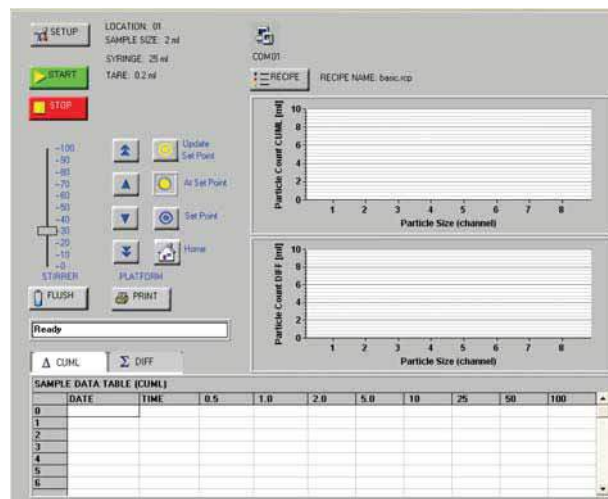 SETUP
LOCATION: 01
SAMPLE SIZE: 2 ml
SYRINGE: 25 ml
TARE: 0.2 ml
START
STOP
COM01
RECIPE
RECIPE NAME: basic.rcp
-100
-90
-80
-70
-60
-50
-40
-30
-20
-10
-0
STIRRER
Update
Set Point
At Set Point
Set Point
Home
PLATFORM
FLUSH
PRINT
Ready
Particle Count CUML [ml]
10
8
6
4
2
0
1 2 3 4 5 6 7 8
Particle Size (channel)
Particle Count DIFF [ml]
10
8
6
4
2
0
1 2 3 4 5 6 7 8
Particle Size (channel)
Δ CUML
Σ DIFF
SAMPLE DATA TABLE (CUML)
DATE TIME 0.5 1.0 2.0 5.0 10 25 50 100
0
1
2
3
4
5
6